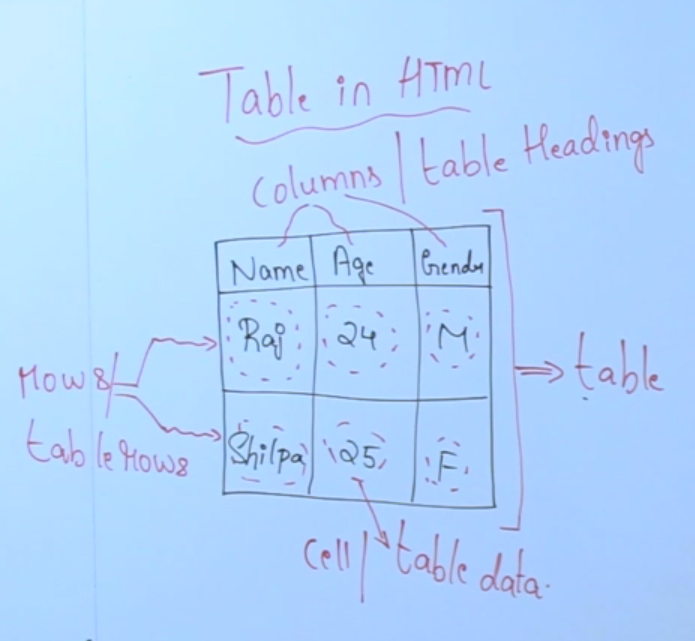 Table in HTML
Columns / table Headings
Name Age Gender
Raj 24 M
Rows/
table rows
table
Shilpa 25 F
Cell/ table data.